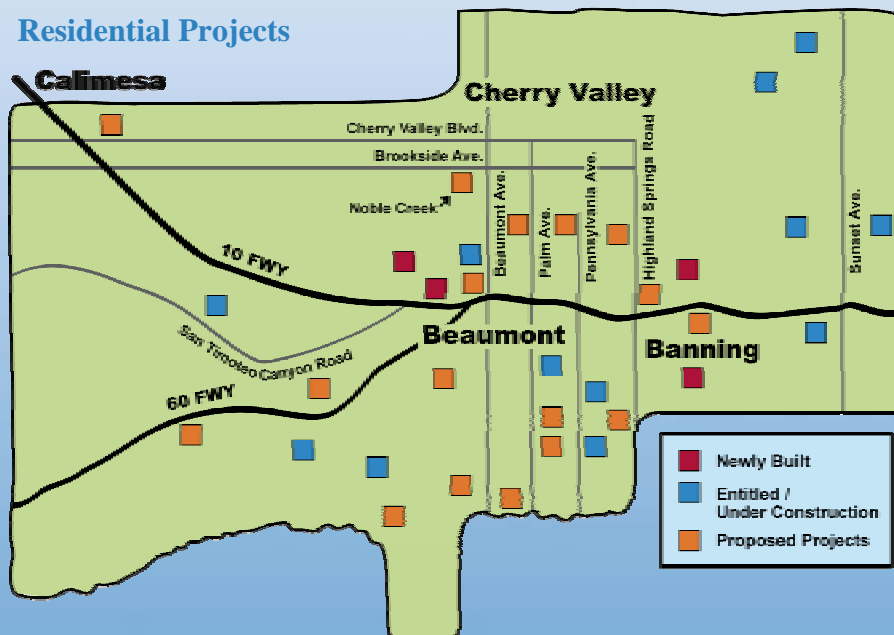 Residential Projects
Calimesa
Cherry Valley
Cherry Valley Blvd.
Brookside Ave.
Noble Creek
Beaumont Ave.
Palm Ave.
Pennsylvania Ave.
Highland Springs Road
Sunset Ave.
10 FWY
San Timoteo Canyon Road
60 FWY
Beaumont
Banning
Newly Built
Entitled /
Under Construction
Proposed Projects